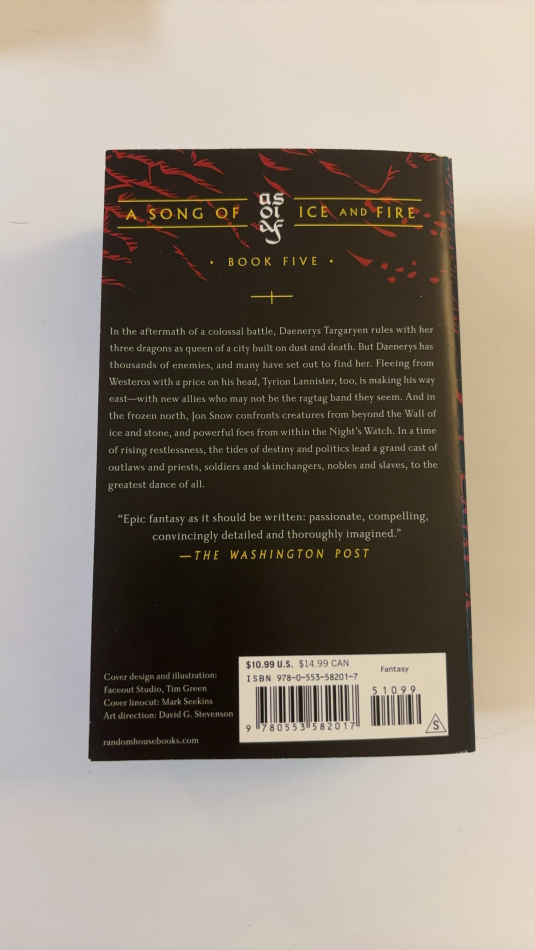 A SONG OF asoiaf ICE AND FIRE
• BOOK FIVE •
In the aftermath of a colossal battle, Daenerys Targaryen rules with her
three dragons as queen of a city built on dust and death. But Daenerys has
thousands of enemies, and many have set out to find her. Fleeing from
Westeros with a price on his head, Tyrion Lannister, too, is making his way
east—with new allies who may not be the ragtag band they seem. And in
the frozen north, Jon Snow confronts creatures from beyond the Wall of
ice and stone, and powerful foes from within the Night's Watch. In a time
of rising restlessness, the tides of destiny and politics lead a grand cast of
outlaws and priests, soldiers and skinchangers, nobles and slaves, to the
greatest dance of all.
“Epic fantasy as it should be written: passionate, compelling,
convincingly detailed and thoroughly imagined.”
—THE WASHINGTON POST
Cover design and illustration:
Faceout Studio, Tim Green
Cover linocut: Mark Seekins
Art direction: David G. Stevenson
randomhousebooks.com
$10.99 U.S. $14.99 CAN
Fantasy
ISBN 978-0-553-58201-7
51099
9 780553 582017
S